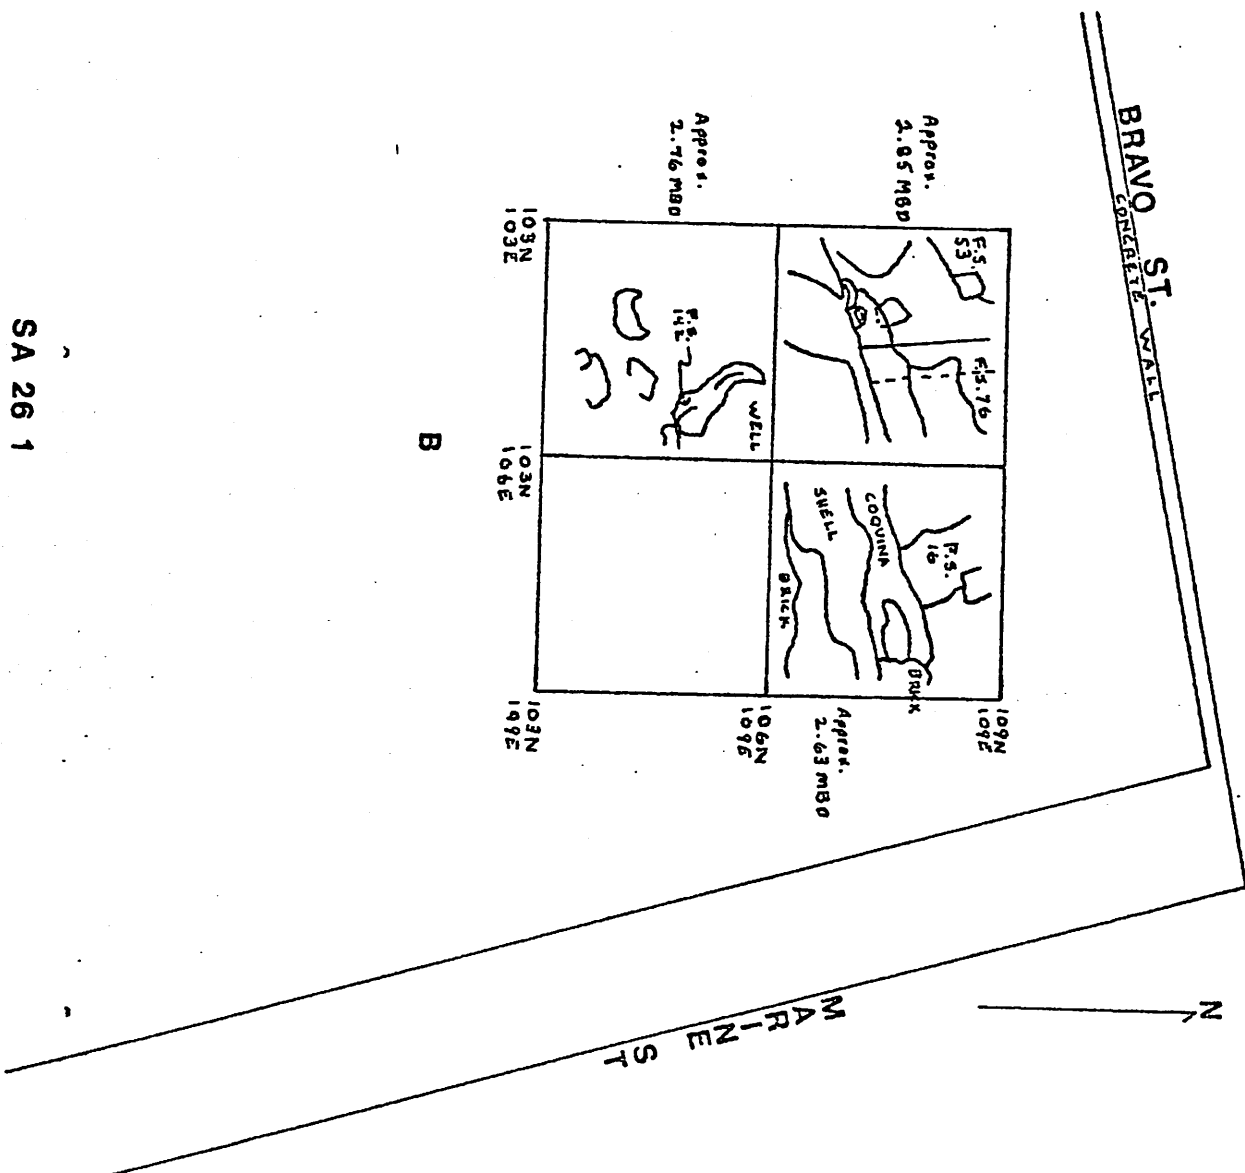 BRAVO ST.
CONCRETE WALL
Approx.
2.85 MBD
Approx.
2.76 MBD
F.S.
53
F.S.76
109N
109E
F.S.
16
COQUINA
SHELL
BRICK
BRICK
Approx.
2.63 MBD
103N
103E
F.S.
142
WELL
106N
109E
103N
106E
103N
109E
B
N
MARINE ST
SA 26 1